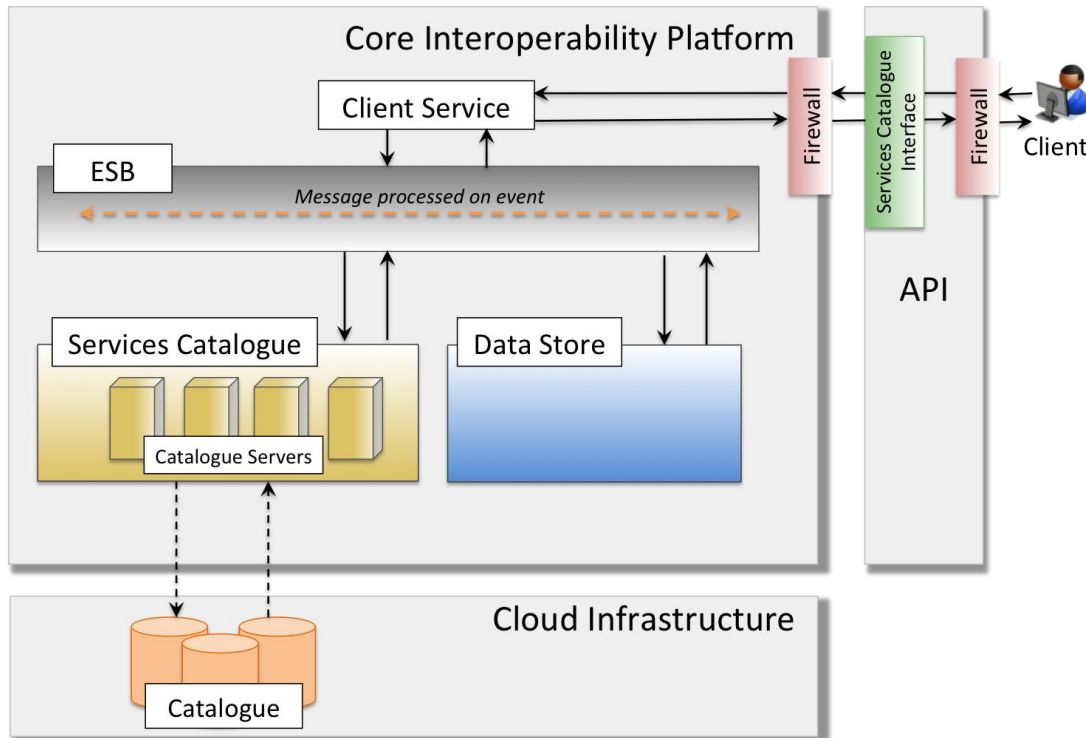 Core Interoperability Platform
Client Service
ESB
Message processed on event
Services Catalogue
Catalogue Servers
Data Store
Firewall
Services Catalogue
Interface
Firewall
Client
API
Cloud Infrastructure
Catalogue